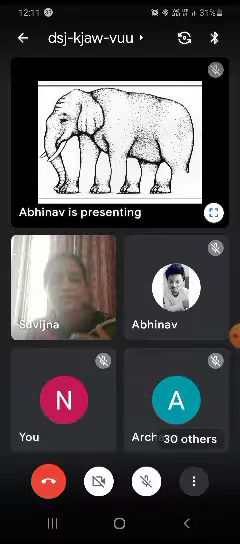 12:11
31%
dsj-kjaw-vuu
Abhinav is presenting
Suvijna
Abhinav
N
You
A
Arch
30 others